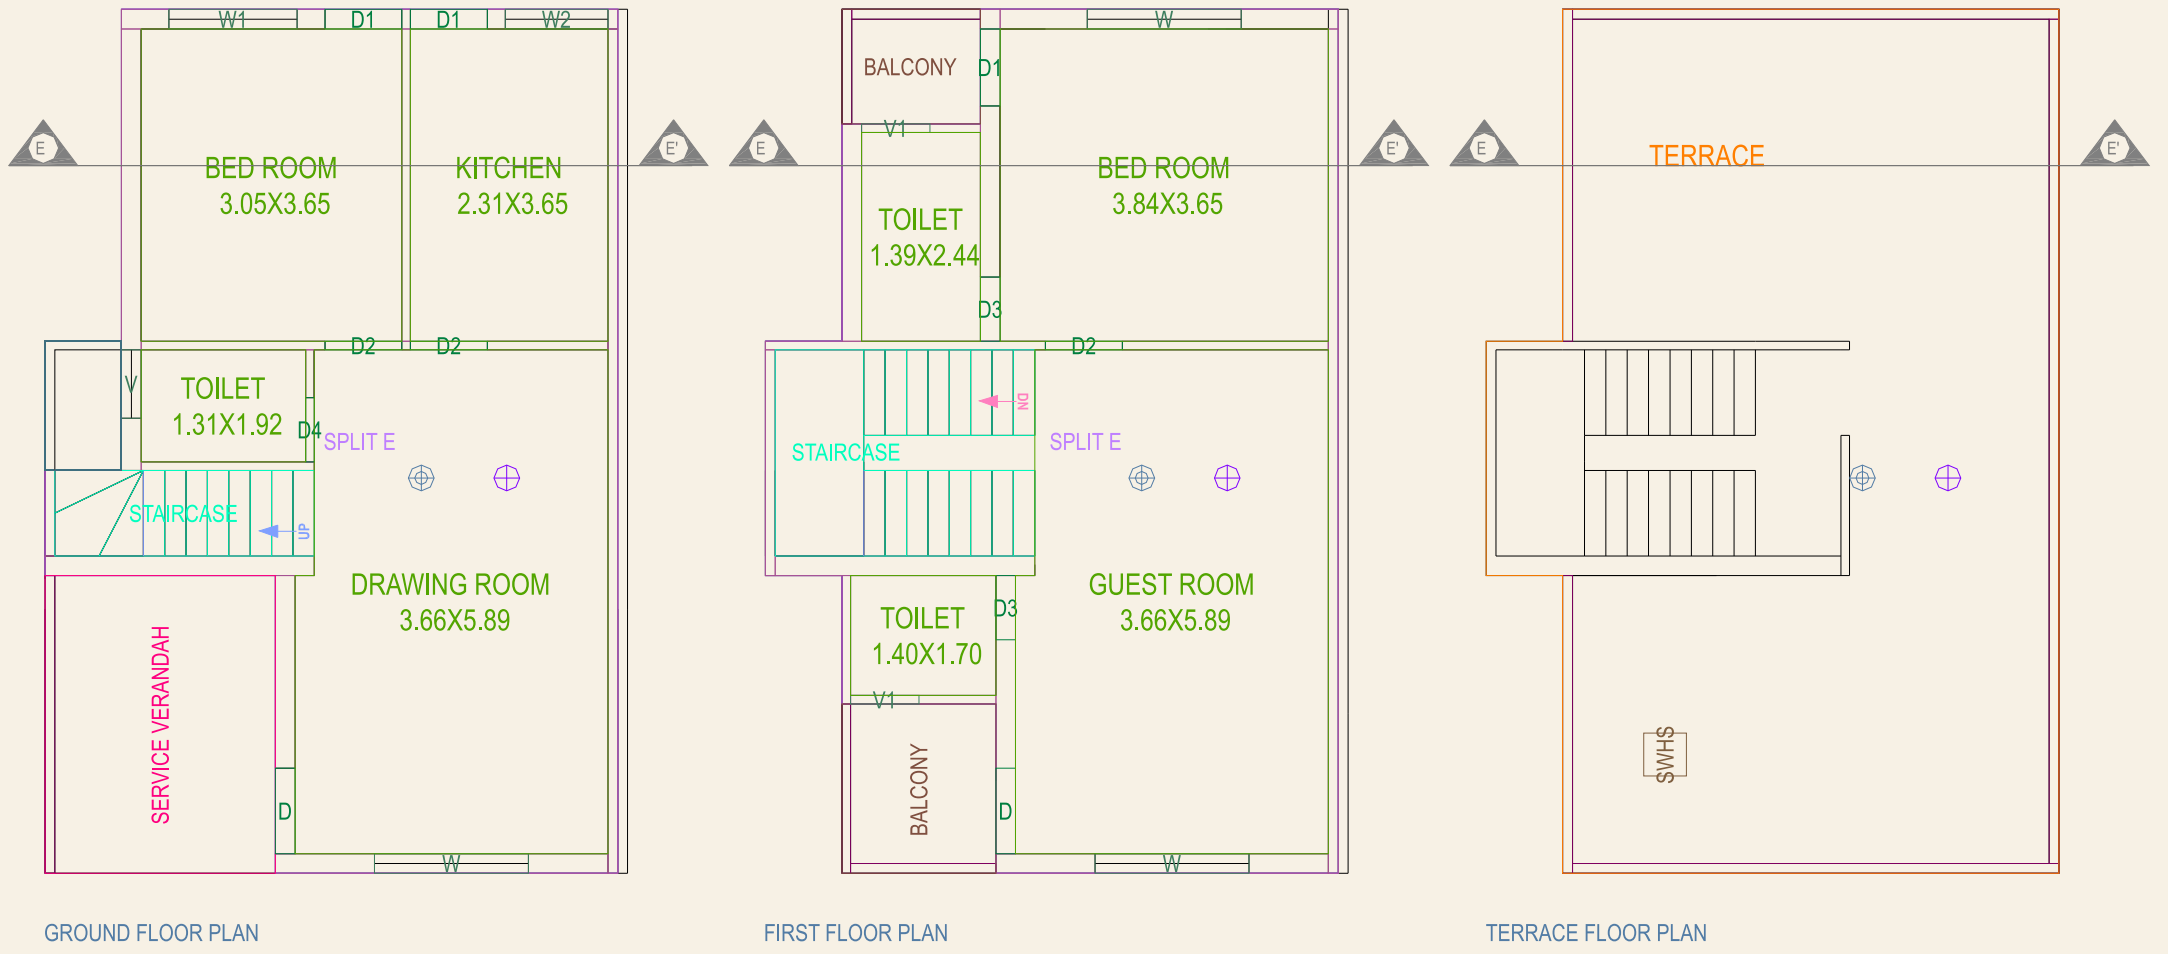 W1
D1
D1
W2
E
E'
BED ROOM
3.05X3.65
KITCHEN
2.31X3.65
D2
D2
V
TOILET
1.31X1.92
D4
SPLIT E
STAIRCASE
UP
DRAWING ROOM
3.66X5.89
SERVICE VERANDAH
D
W
GROUND FLOOR PLAN
W
BALCONY
D1
V1
E
E'
BED ROOM
3.84X3.65
TOILET
1.39X2.44
D3
D2
DN
STAIRCASE
SPLIT E
GUEST ROOM
3.66X5.89
TOILET
1.40X1.70
D3
V1
BALCONY
D
W
FIRST FLOOR PLAN
E
E'
TERRACE
SWHS
TERRACE FLOOR PLAN